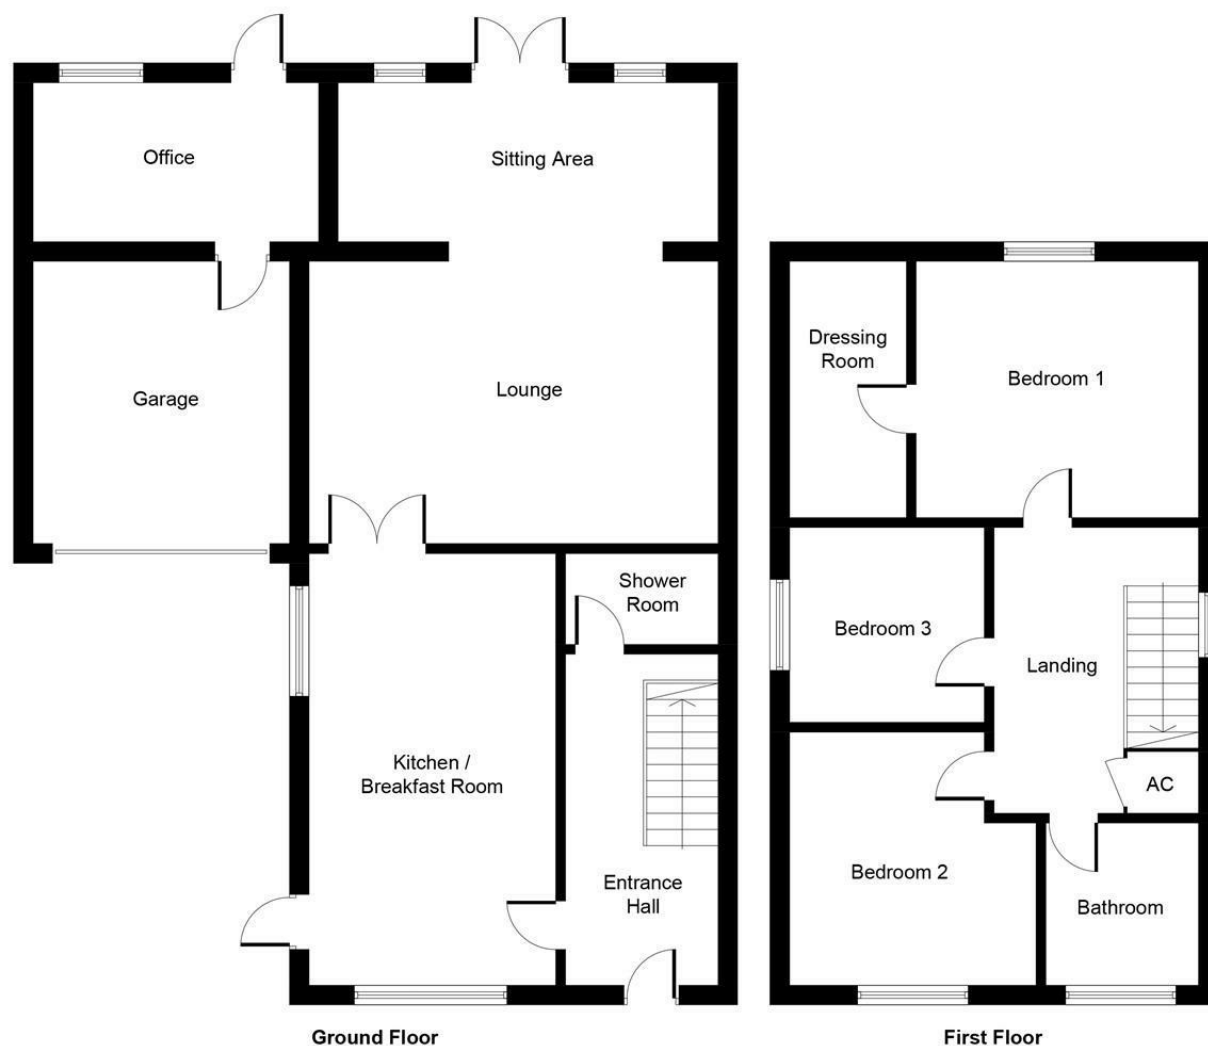 Office
Sitting Area
Garage
Lounge
Shower
Room
Kitchen /
Breakfast Room
Entrance
Hall
Ground Floor
Dressing
Room
Bedroom 1
Bedroom 3
Landing
AC
Bedroom 2
Bathroom
First Floor